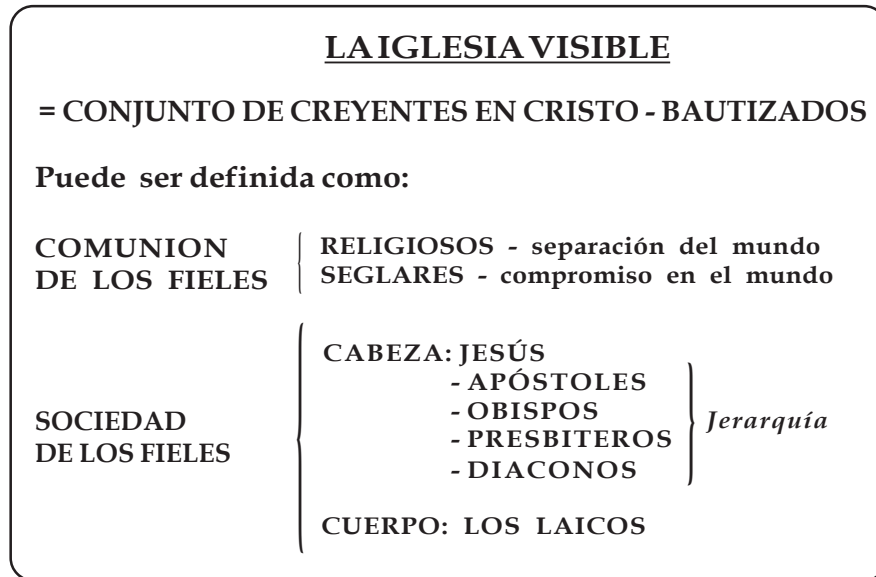 LA IGLESIA VISIBLE
= CONJUNTO DE CREYENTES EN CRISTO - BAUTIZADOS
Puede ser definida como:
COMUNION
DE LOS FIELES
RELIGIOSOS - separación del mundo
SEGLARES - compromiso en el mundo
SOCIEDAD
DE LOS FIELES
CABEZA: JESÚS
- APÓSTOLES
- OBISPOS
- PRESBITEROS
- DIACONOS
Jerarquía
CUERPO: LOS LAICOS